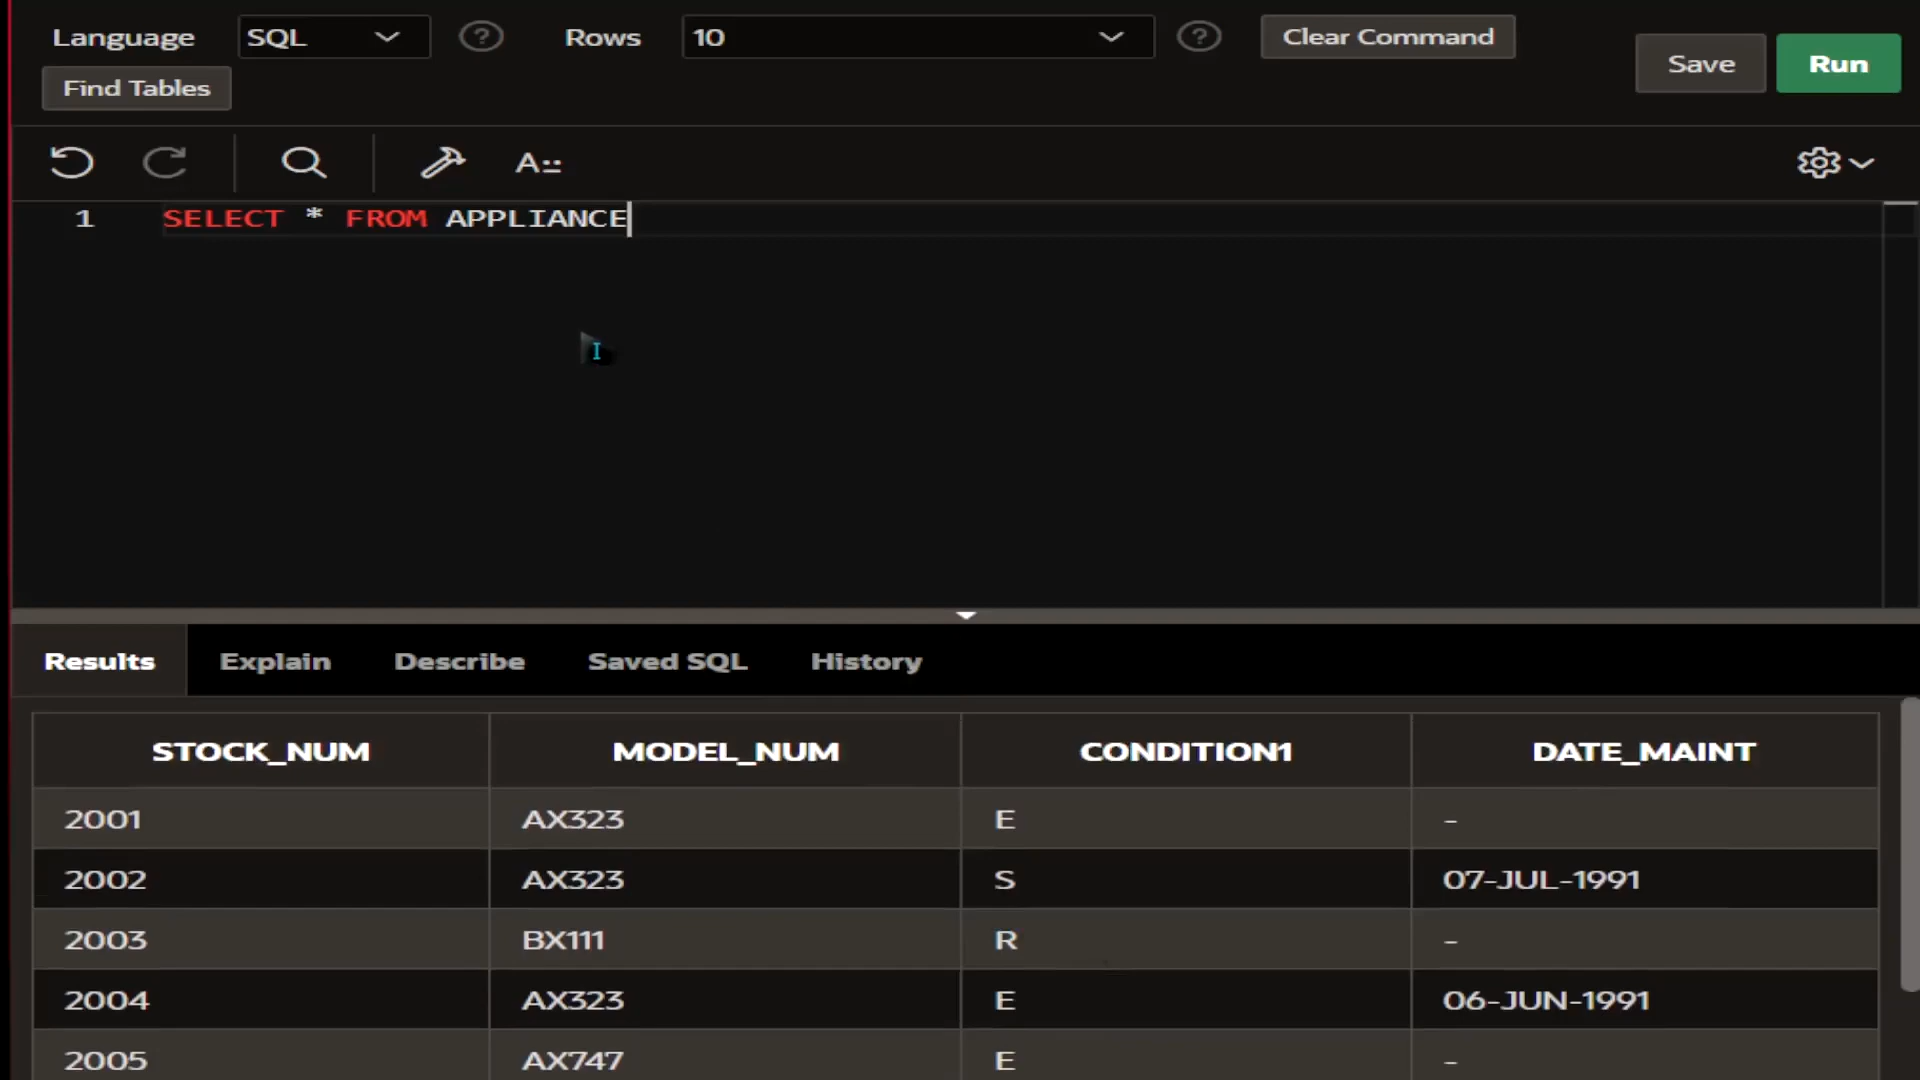 Language SQL Rows 10 Clear Command
Save Run
Find Tables
A
1 SELECT * FROM APPLIANCE
Results Explain Describe Saved SQL History
STOCK_NUM MODEL_NUM CONDITION1 DATE_MAINT
2001 AX323 E -
2002 AX323 S 07-JUL-1991
2003 BX111 R -
2004 AX323 E 06-JUN-1991
2005 AX747 E -